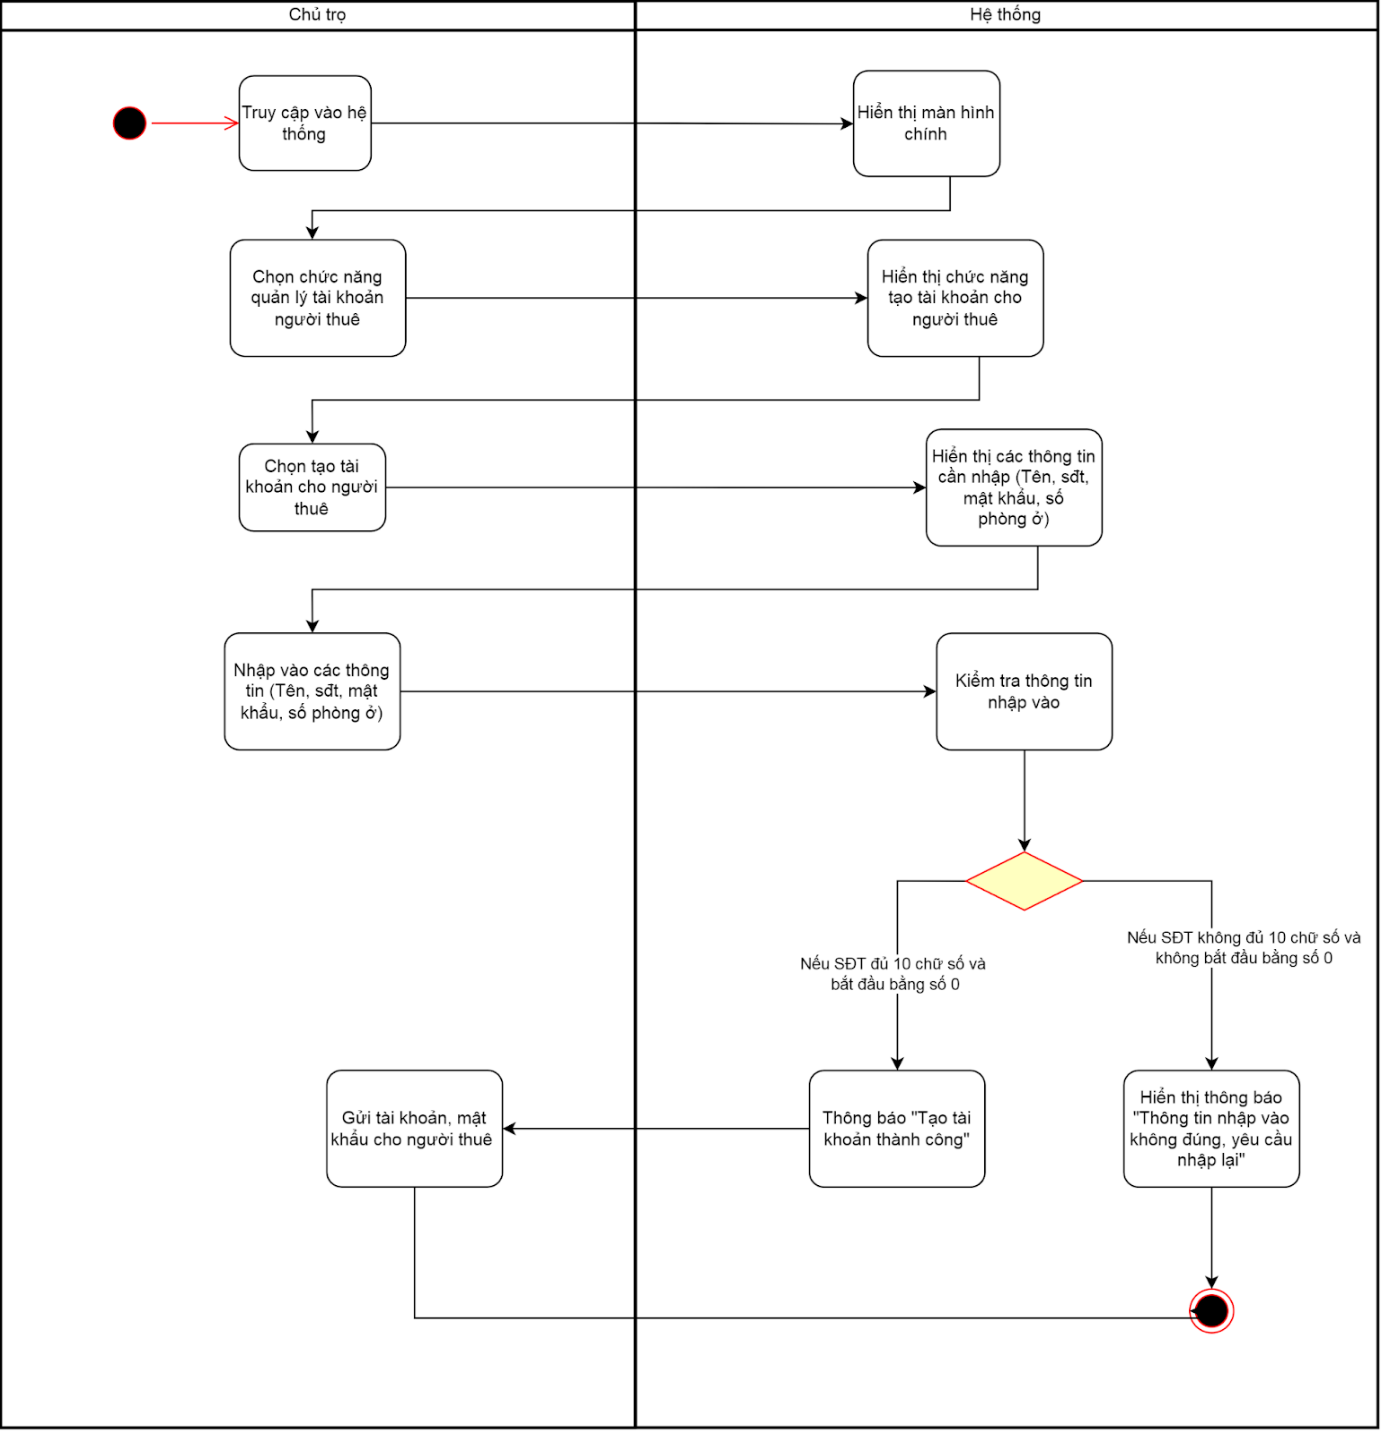 Chủ trọ
Hệ thống
Truy cập vào hệ
thống
Hiển thị màn hình
chính
Chọn chức năng
quản lý tài khoản
người thuê
Hiển thị chức năng
tạo tài khoản cho
người thuê
Chọn tạo tài
khoản cho người
thuê
Hiển thị các thông tin
cần nhập (Tên, sđt,
mật khẩu, số
phòng ở)
Nhập vào các thông
tin (Tên, sđt, mật
khẩu, số phòng ở)
Kiểm tra thông tin
nhập vào
Nếu SĐT đủ 10 chữ số và
bắt đầu bằng số 0
Nếu SĐT không đủ 10 chữ số và
không bắt đầu bằng số 0
Gửi tài khoản, mật
khẩu cho người thuê
Thông báo "Tạo tài
khoản thành công"
Hiển thị thông báo
"Thông tin nhập vào
không đúng, yêu cầu
nhập lại"